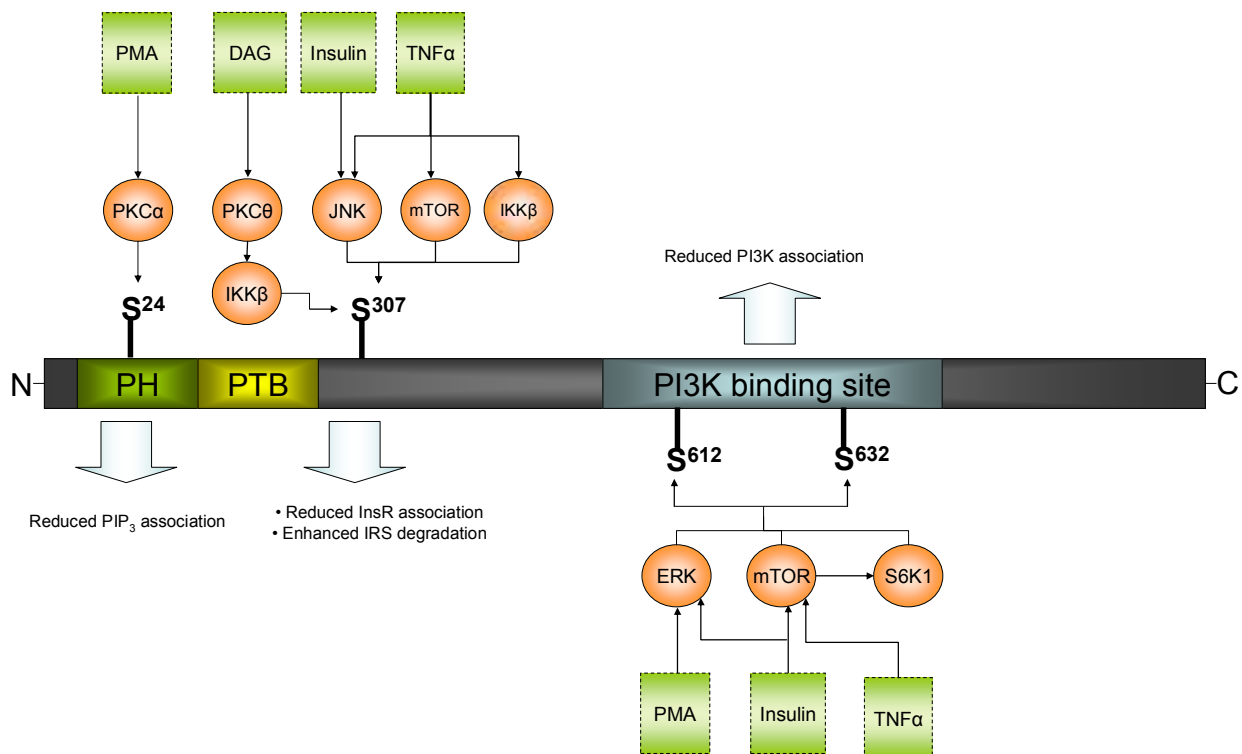 PMA
DAG
Insulin
TNFα
PKCα
PKCθ
JNK
mTOR
IKKβ
IKKβ
S24
S307
Reduced PI3K association
N
PH
PTB
PI3K binding site
C
S612
S632
Reduced PIP3 association
• Reduced InsR association
• Enhanced IRS degradation
ERK
mTOR
S6K1
PMA
Insulin
TNFα